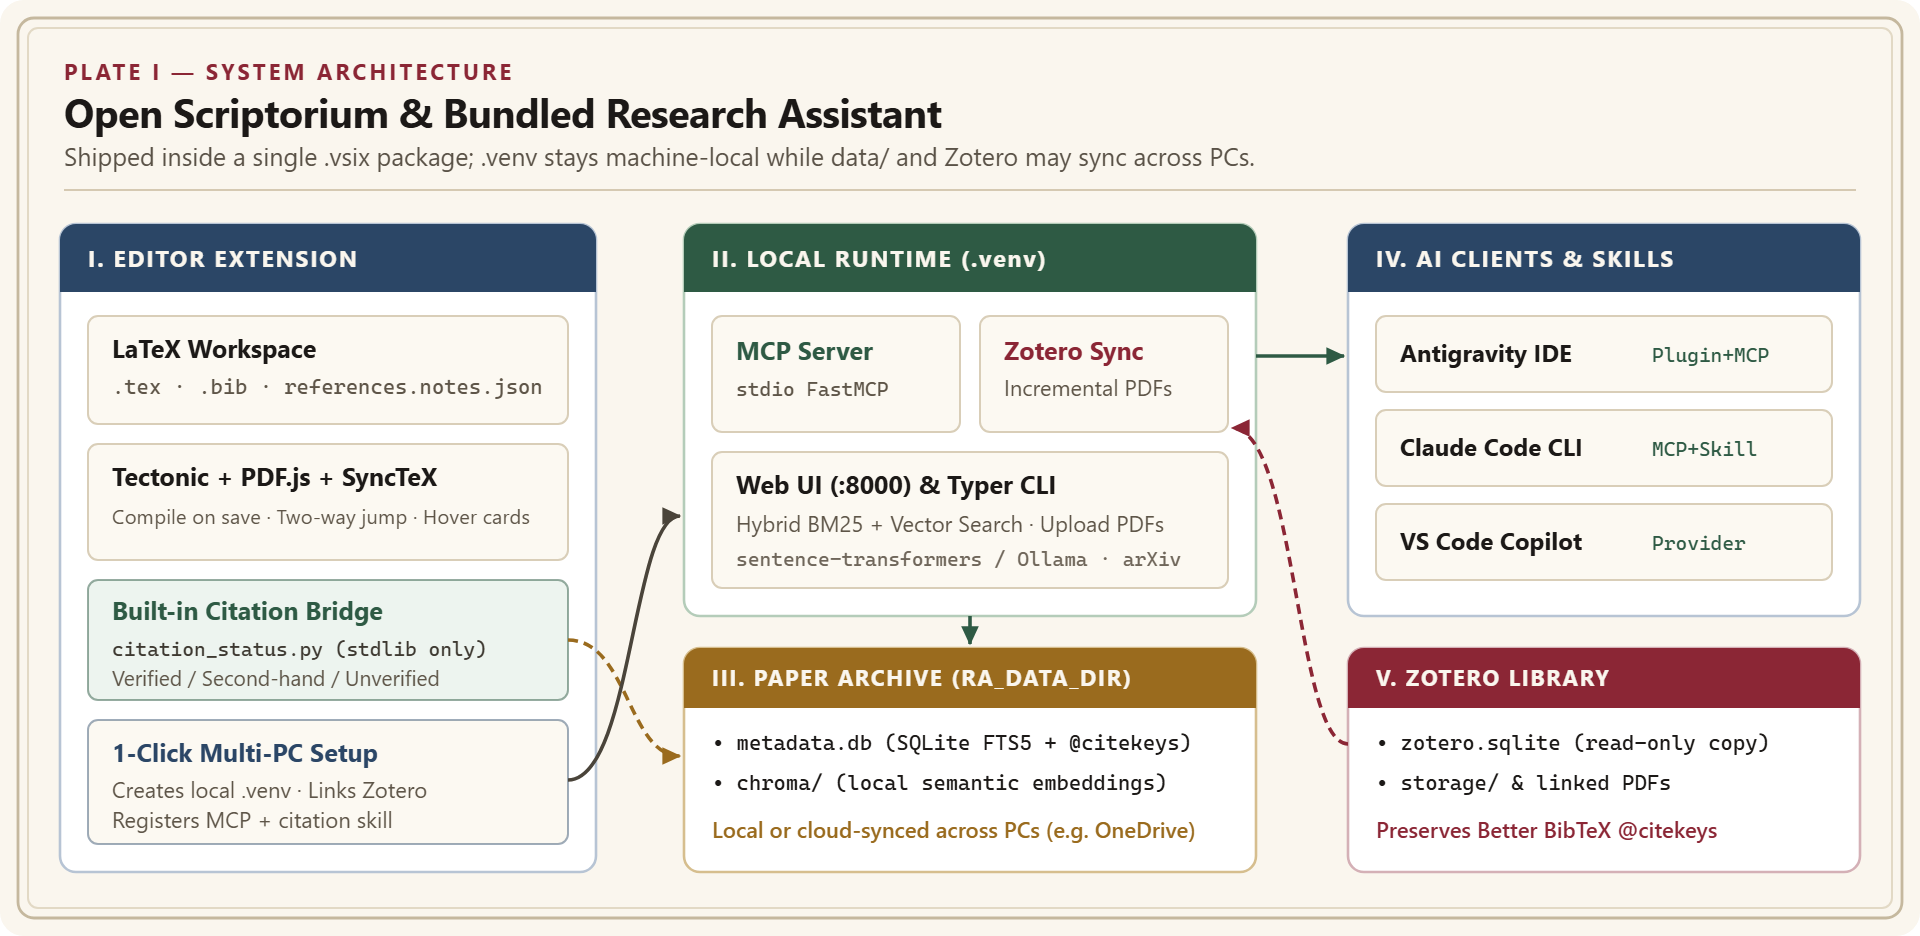 PLATE I — SYSTEM ARCHITECTURE
Open Scriptorium & Bundled Research Assistant
Shipped inside a single .vsix package; .venv stays machine-local while data/ and Zotero may sync across PCs.
I. EDITOR EXTENSION
LaTeX Workspace
.tex · .bib · references.notes.json
Tectonic + PDF.js + SyncTeX
Compile on save · Two-way jump · Hover cards
Built-in Citation Bridge
citation_status.py (stdlib only)
Verified / Second-hand / Unverified
1-Click Multi-PC Setup
Creates local .venv · Links Zotero
Registers MCP + citation skill
II. LOCAL RUNTIME (.venv)
MCP Server
stdio FastMCP
Zotero Sync
Incremental PDFs
Web UI (:8000) & Typer CLI
Hybrid BM25 + Vector Search · Upload PDFs
sentence-transformers / Ollama · arXiv
III. PAPER ARCHIVE (RA_DATA_DIR)
• metadata.db (SQLite FTS5 + @citekeys)
• chroma/ (local semantic embeddings)
Local or cloud-synced across PCs (e.g. OneDrive)
IV. AI CLIENTS & SKILLS
Antigravity IDE Plugin+MCP
Claude Code CLI MCP+Skill
VS Code Copilot Provider
V. ZOTERO LIBRARY
• zotero.sqlite (read-only copy)
• storage/ & linked PDFs
Preserves Better BibTeX @citekeys